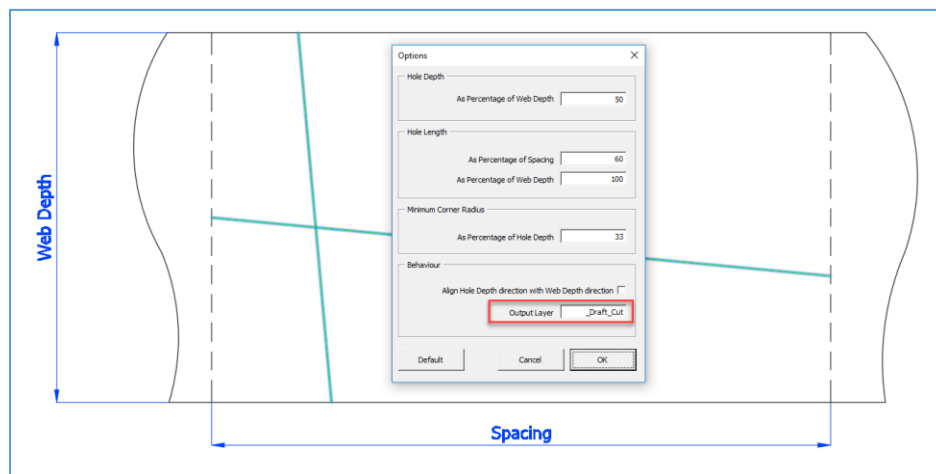 Options
Hole Depth
As Percentage of Web Depth 50
Hole Length
As Percentage of Spacing 60
As Percentage of Web Depth 100
Minimum Corner Radius
As Percentage of Hole Depth 33
Behaviour
Align Hole Depth direction with Web Depth direction
Output Layer _Draft_Cut
Default Cancel OK
Web Depth
Spacing